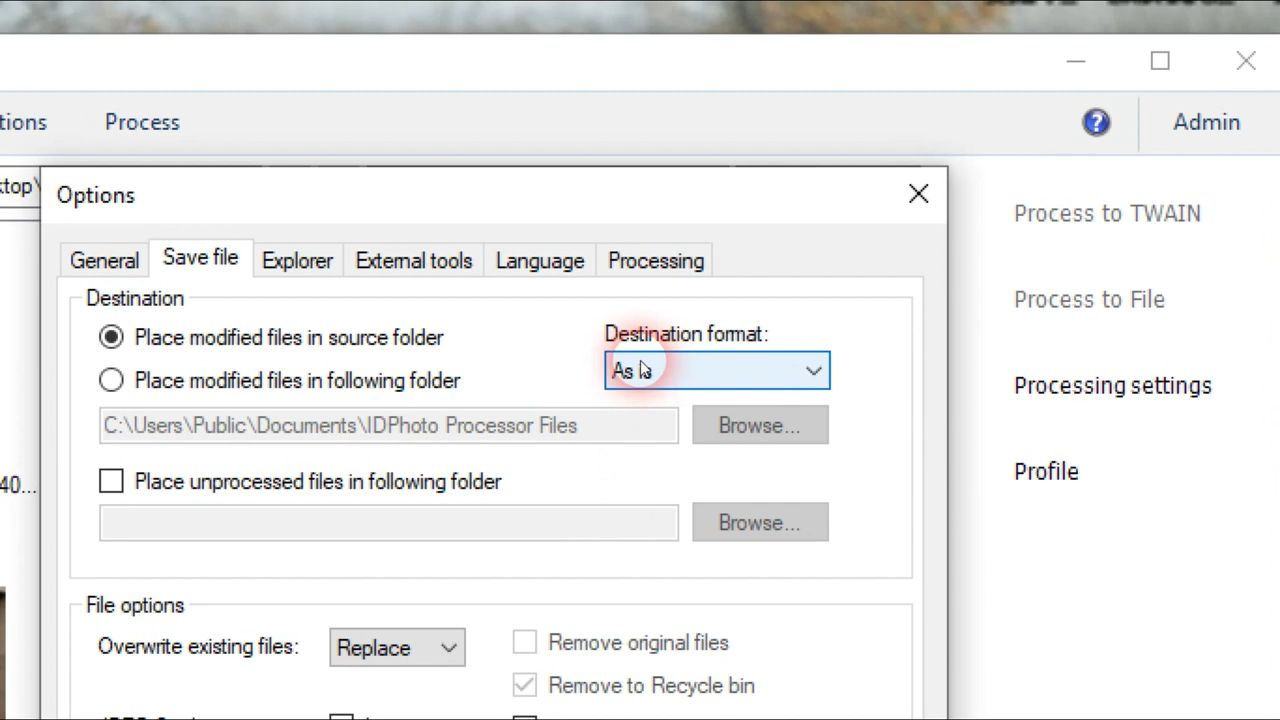 tions Process Admin
ktop\
Options
Process to TWAIN
General Save file Explorer External tools Language Processing
Destination
Process to File
Place modified files in source folder Destination format:
Place modified files in following folder As is
Processing settings
C:\Users\Public\Documents\IDPhoto Processor Files Browse...
Profile
40... Place unprocessed files in following folder
Browse...
File options
Overwrite existing files: Replace Remove original files
Remove to Recycle bin